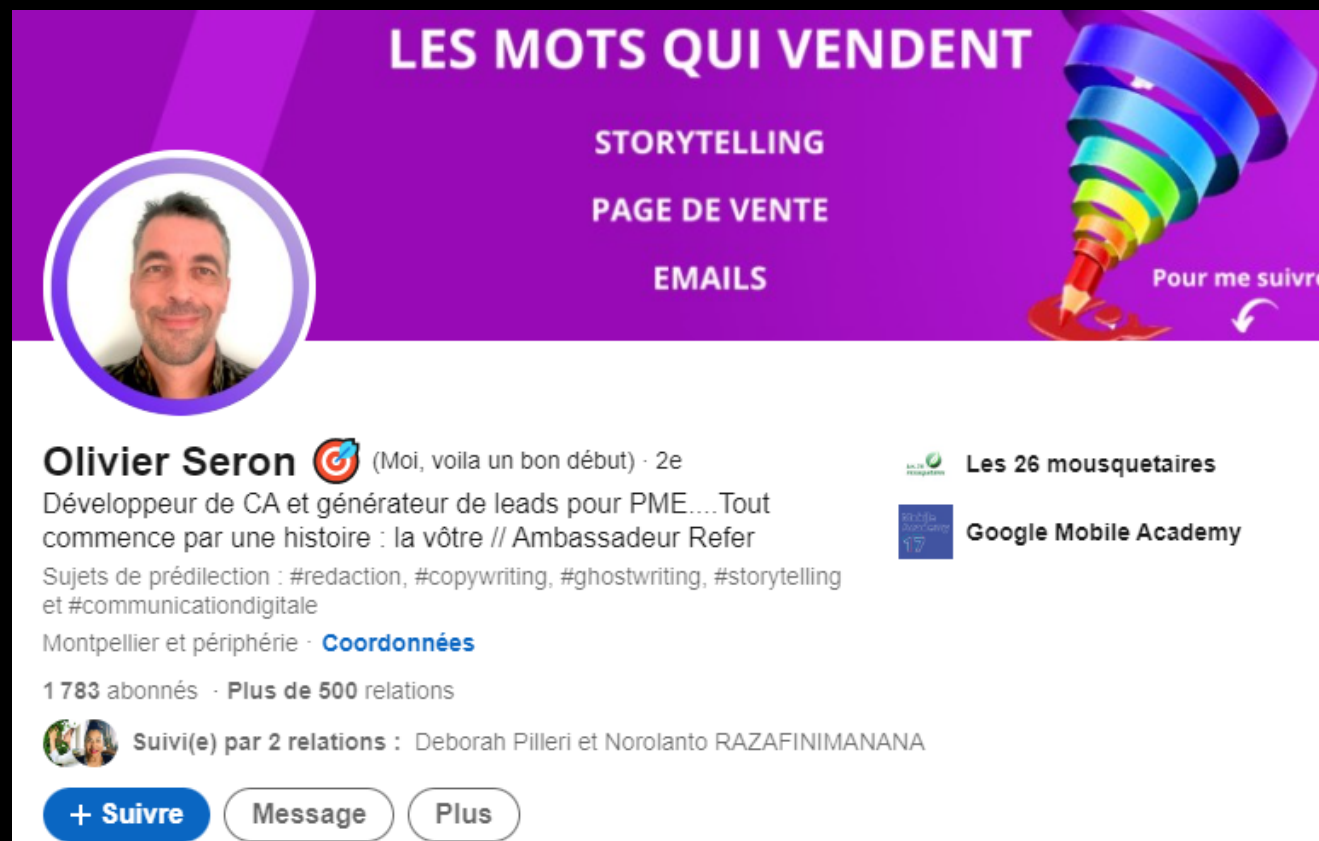 LES MOTS QUI VENDENT
STORYTELLING
PAGE DE VENTE
EMAILS
Pour me suivre
Olivier Seron (Moi, voila un bon début) · 2e
Développeur de CA et générateur de leads pour PME....Tout
commence par une histoire : la vôtre // Ambassadeur Refer
Sujets de prédilection : #redaction, #copywriting, #ghostwriting, #storytelling
et #communicationdigitale
Montpellier et périphérie · Coordonnées
1 783 abonnés · Plus de 500 relations
Suivi(e) par 2 relations : Deborah Pilleri et Norolanto RAZAFINIMANANA
+ Suivre
Message
Plus
Les 26 mousquetaires
Mobile
Academy
17
Google Mobile Academy